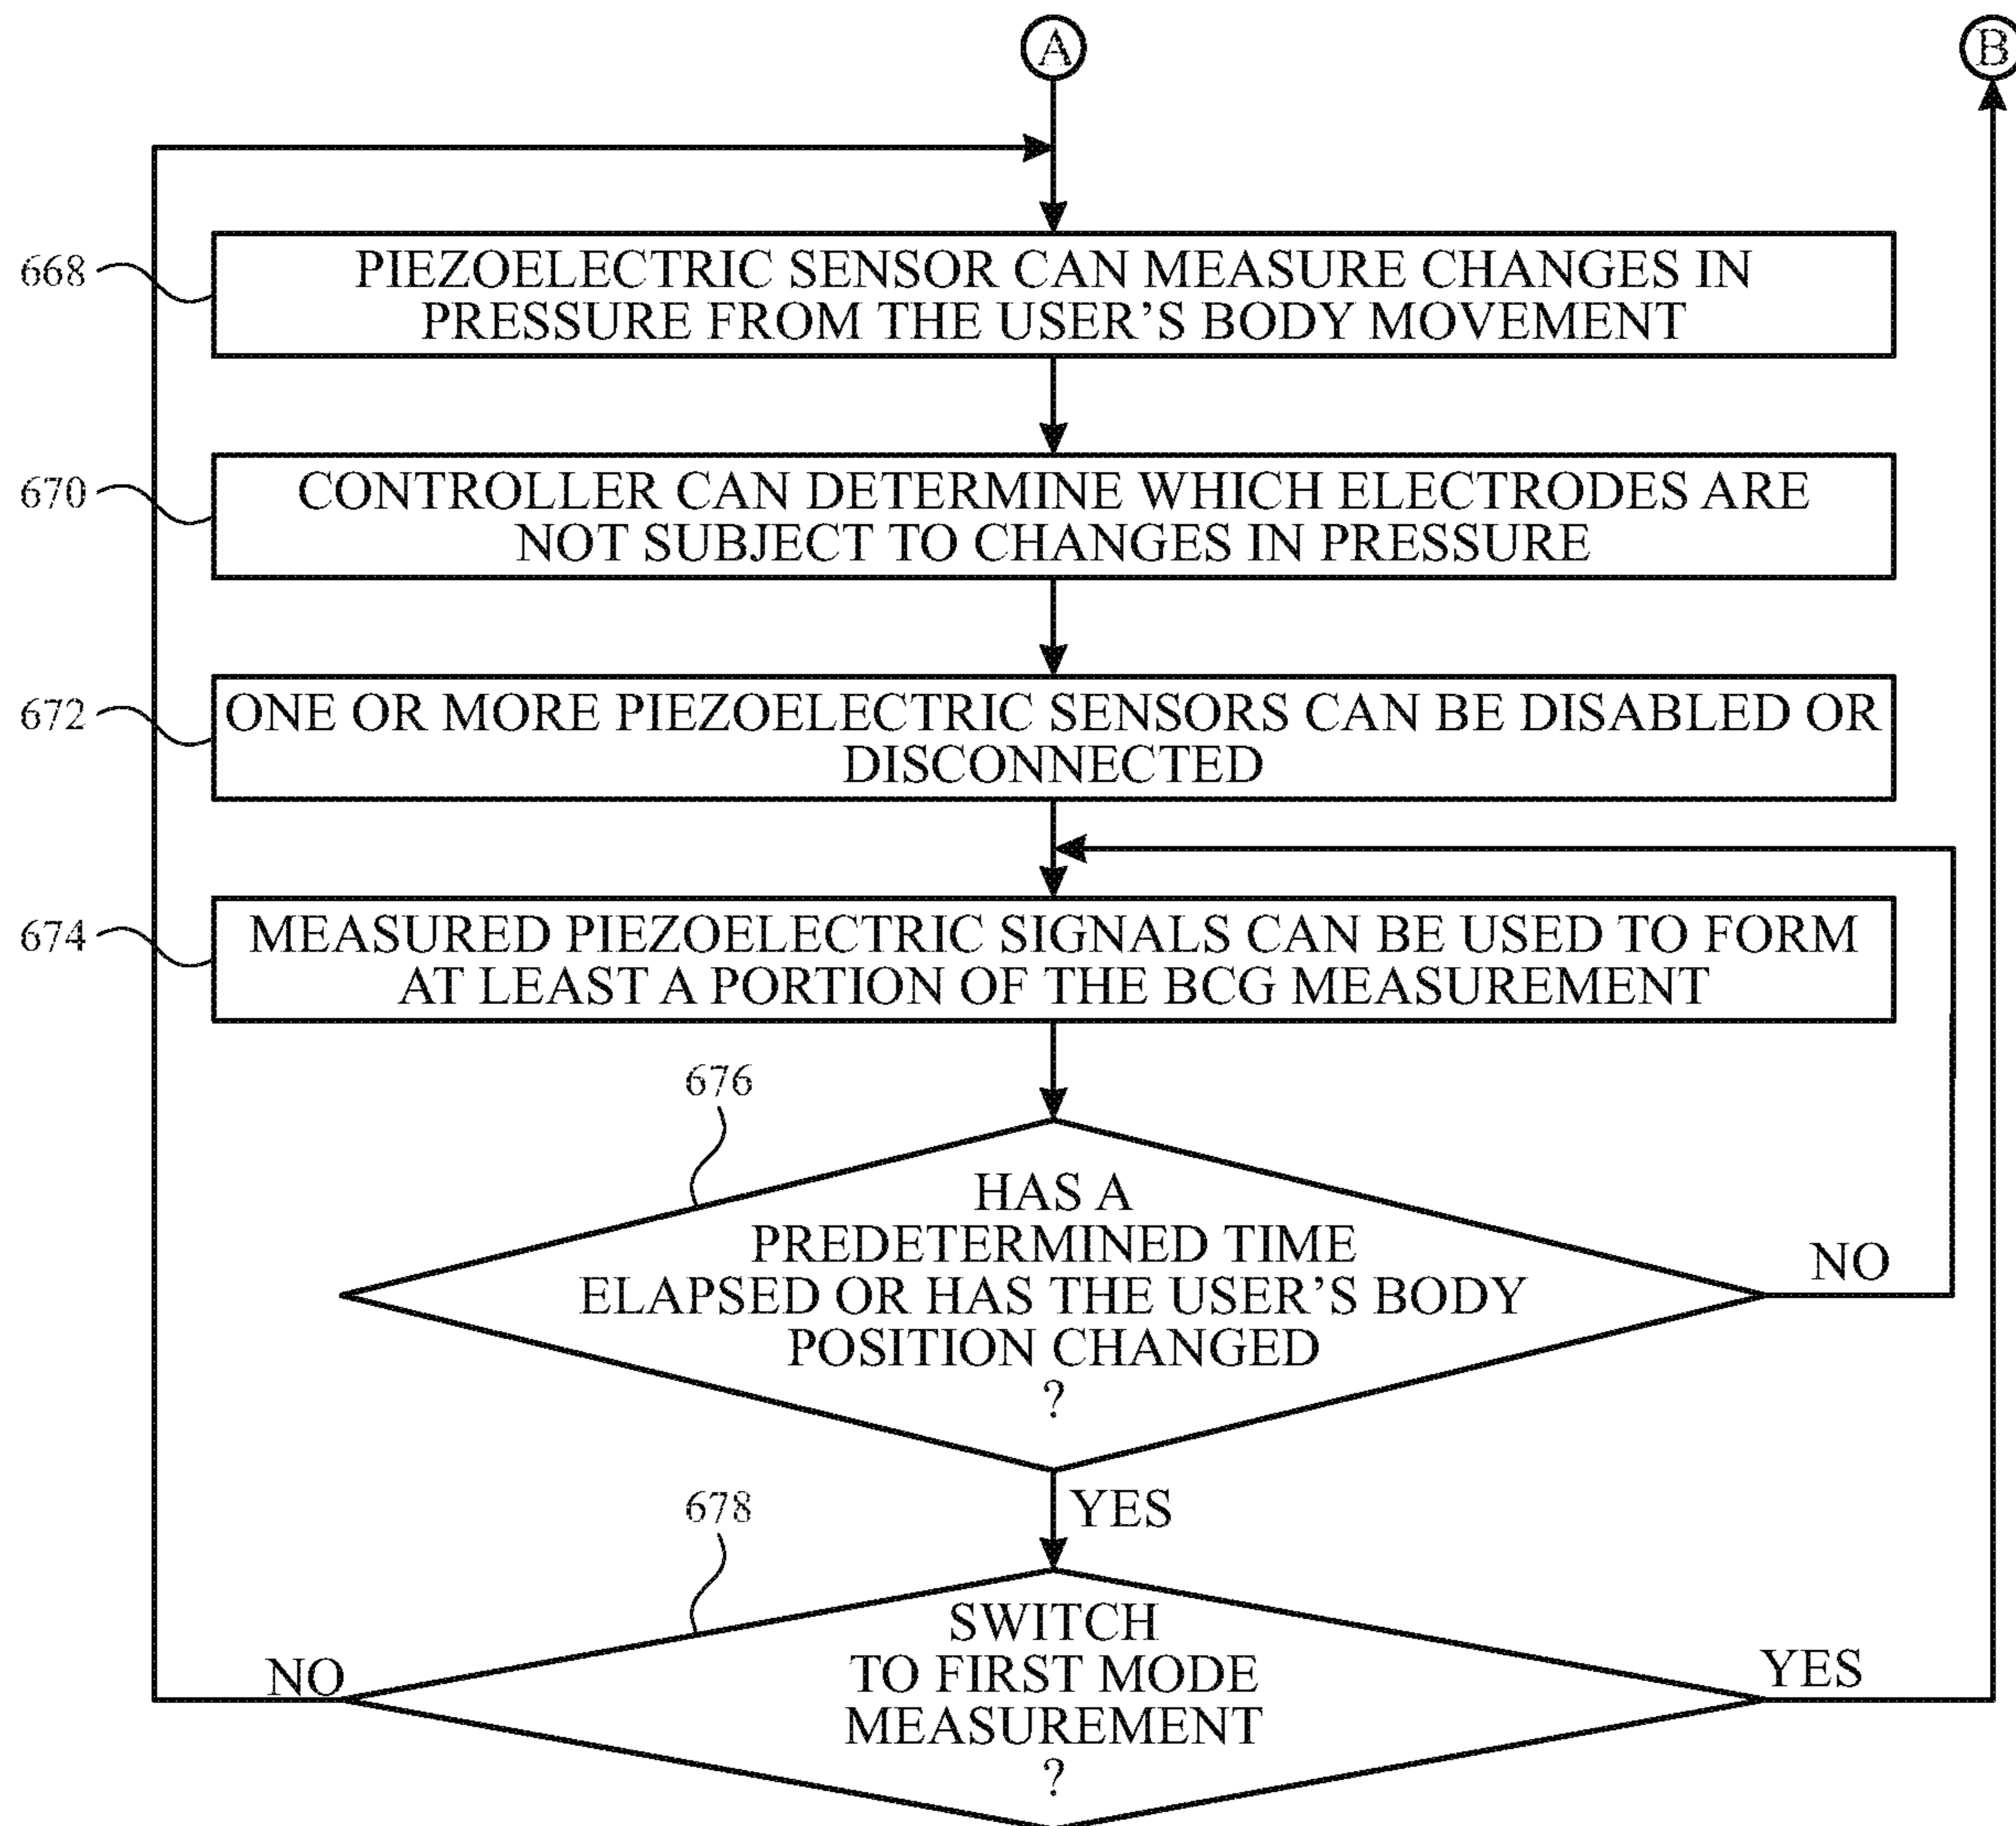 A
B
668
PIEZOELECTRIC SENSOR CAN MEASURE CHANGES IN
PRESSURE FROM THE USER’S BODY MOVEMENT
670
CONTROLLER CAN DETERMINE WHICH ELECTRODES ARE
NOT SUBJECT TO CHANGES IN PRESSURE
672
ONE OR MORE PIEZOELECTRIC SENSORS CAN BE DISABLED OR
DISCONNECTED
674
MEASURED PIEZOELECTRIC SIGNALS CAN BE USED TO FORM
AT LEAST A PORTION OF THE BCG MEASUREMENT
676
HAS A
PREDETERMINED TIME
ELAPSED OR HAS THE USER’S BODY
POSITION CHANGED
?
NO
YES
678
SWITCH
TO FIRST MODE
MEASUREMENT
?
NO
YES